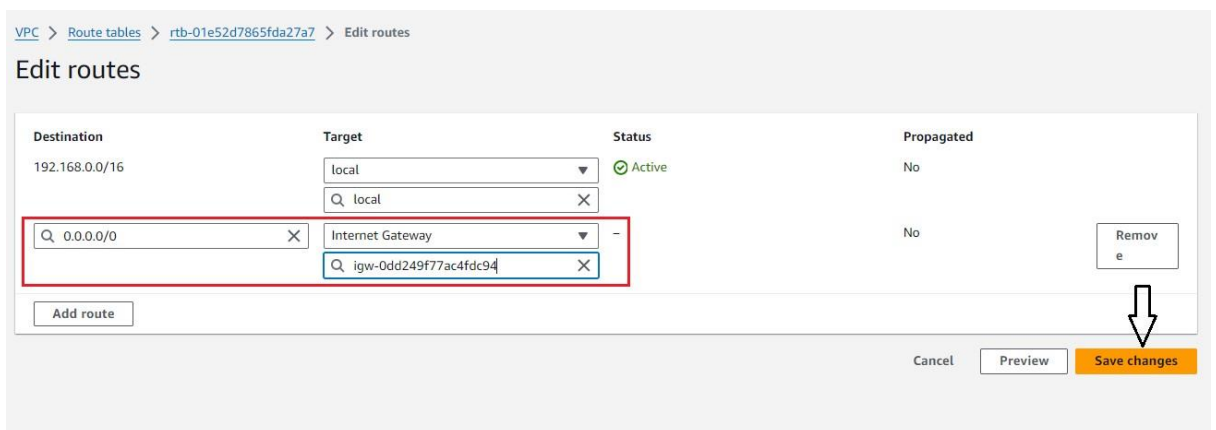 VPC > Route tables > rtb-01e52d7865fda27a7 > Edit routes
Edit routes
Destination Target Status Propagated
192.168.0.0/16 local Active No
local
0.0.0.0/0 Internet Gateway – No Remov
e
igw-0dd249f77ac4fdc94
Add route
Cancel Preview Save changes